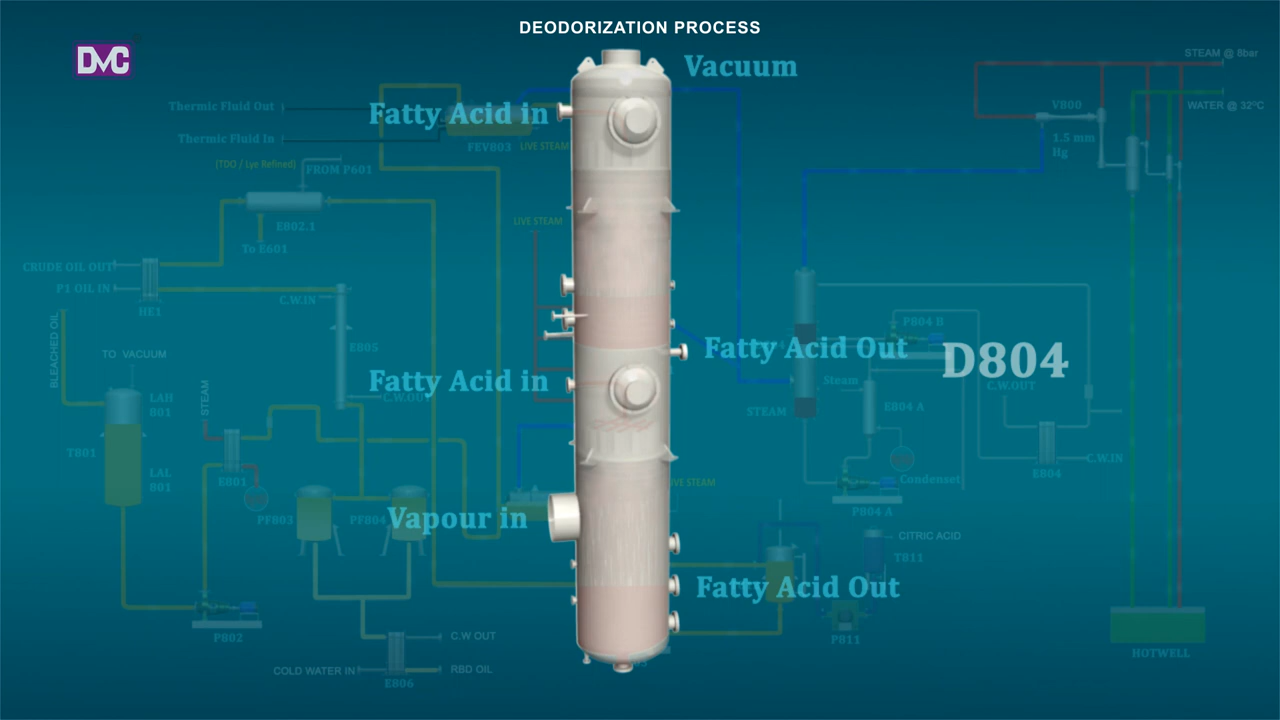 DEODORIZATION PROCESS
DMC
Vacuum
STEAM @ 8bar
Thermic Fluid Out
Fatty Acid in
V800
WATER @ 32°C
Thermic Fluid In
FEV803
LIVE STEAM
1.5 mm
Hg
(TDO / Lye Refined)
FROM P601
E802.1
LIVE STEAM
To E601
CRUDE OIL OUT
P1 OIL IN
C.W.IN
HE1
BLEACHED OIL
P804 B
E805
Fatty Acid Out
D804
TO VACUUM
Fatty Acid in
Steam
C.W.OUT
STEAM
LAH
801
C.W.OUT
STEAM
E804 A
T801
LAL
801
E801
C.W.IN
E804
Condenset
LIVE STEAM
PF803
PF804
Vapour in
P804 A
CITRIC ACID
T811
Fatty Acid Out
P802
C.W OUT
P811
HOTWELL
COLD WATER IN
RBD OIL
E806